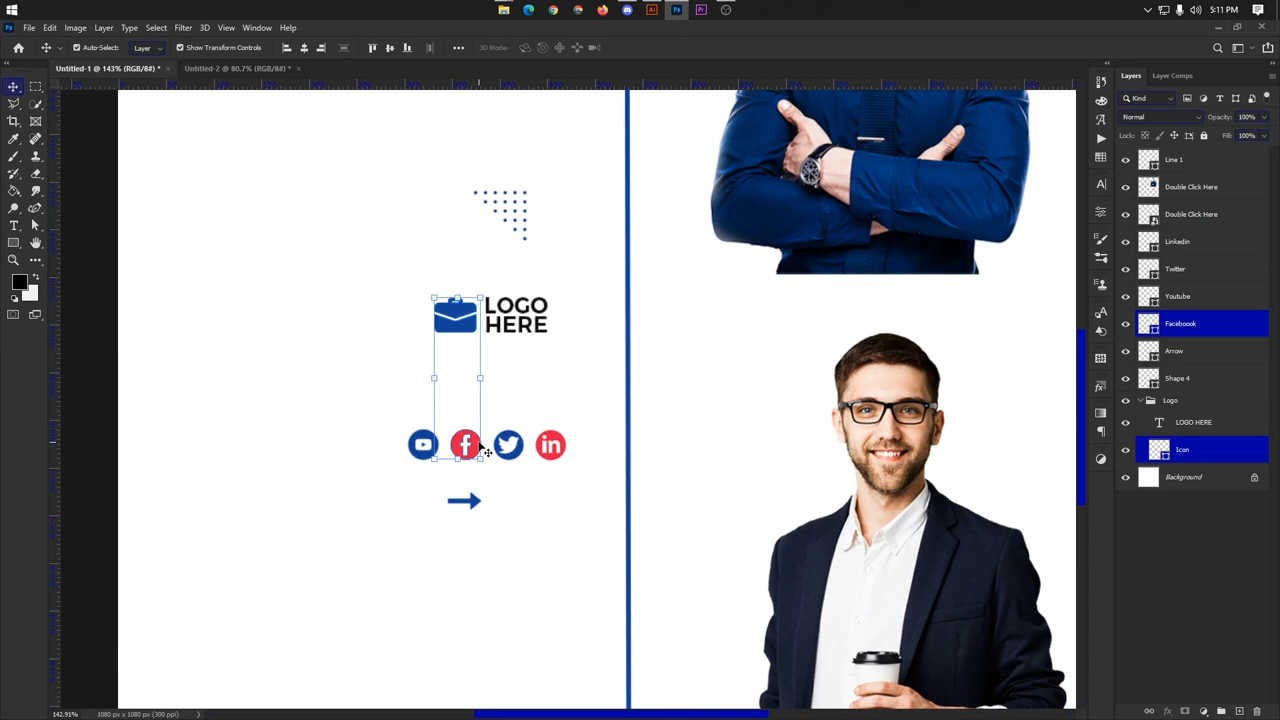 5:11 PM
File Edit Image Layer Type Select Filter 3D View Window Help
Auto-Select: Layer Show Transform Controls 3D Mode:
Untitled-1 @ 143% (RGB/8#) * Untitled-2 @ 80.7% (RGB/8#) *
Layers Layer Comps
Kind
Normal Opacity: 100%
Lock: Fill: 100%
Line 1
Double Click Here
Double Click Here
Linkedin
Twitter
Youtube
Faceboook
Arrow
Shape 4
Logo
LOGO HERE
Icon
Background
LOGO
HERE
142.91% 1080 px x 1080 px (300 ppi)